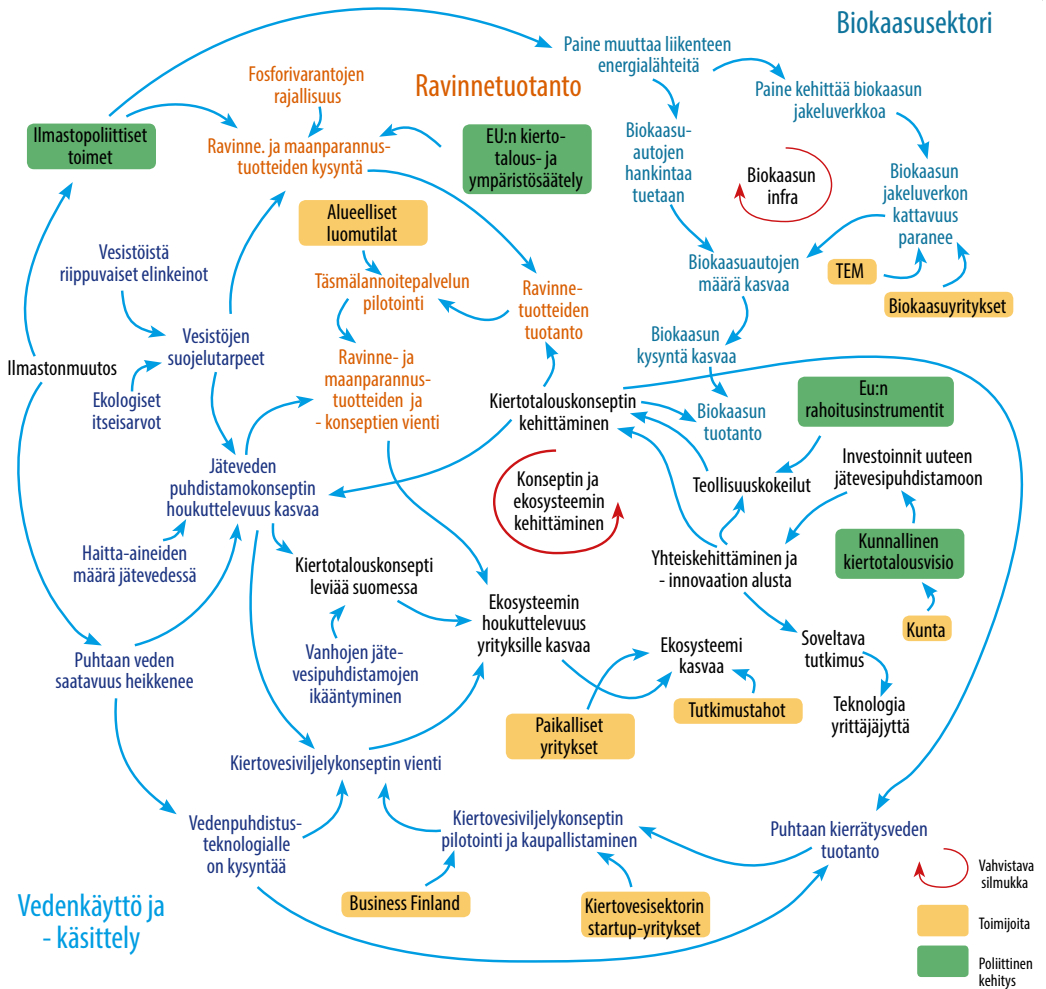 Biokaasusektori
Paine muuttaa liikenteen
energialähteitä
Ravinnetuotanto
Fosforivarantojen
rajallisuus
Paine kehittää biokaasun
jakeluverkkoa
Ilmastopoliittiset
toimet
Ravinne. ja maanparannus-
tuotteiden kysyntä
EU:n kierto-
talous- ja
ympäristösäätely
Biokaasu-
autojen
hankintaa
tuetaan
Biokaasun
infra
Biokaasun
jakeluverkon
kattavuus
paranee
Alueelliset
luomutilat
Vesistöistä
riippuvaiset elinkeinot
Täsmälannoitepalvelun
pilotointi
Ravinne-
tuotteiden
tuotanto
Biokaasuautojen
määrä kasvaa
TEM
Biokaasuyritykset
Vesistöjen
suojelutarpeet
Biokaasun
kysyntä kasvaa
Ilmastonmuutos
Ravinne- ja
maanparannus-
tuotteiden ja
- konseptien vienti
Ekologiset
itseisarvot
Kiertotalouskonseptin
kehittäminen
Biokaasun
tuotanto
Eu:n
rahoitusinstrumentit
Jäteveden
puhdistamokonseptin
houkuttelevuus kasvaa
Konseptin ja
ekosysteemin
kehittäminen
Teollisuuskokeilut
Investoinnit uuteen
jätevesipuhdistamoon
Haitta-aineiden
määrä jätevedessä
Kiertotalouskonsepti
leviää suomessa
Yhteiskehittäminen ja
- innovaation alusta
Kunnallinen
kiertotalousvisio
Ekosysteemin
houkuttelevuus
yrityksille kasvaa
Kunta
Puhtaan veden
saatavuus heikkenee
Vanhojen jäte-
vesipuhdistamojen
ikääntyminen
Ekosysteemi
kasvaa
Soveltava
tutkimus
Paikalliset
yritykset
Tutkimustahot
Teknologia
yrittäjäjyttä
Kiertovesiviljelykonseptin vienti
Vedenpuhdistus-
teknologialle
on kysyntää
Kiertovesiviljelykonseptin
pilotointi ja kaupallistaminen
Puhtaan kierrätysveden
tuotanto
Business Finland
Kiertovesisektorin
startup-yritykset
Vedenkäyttö ja
- käsittely
Vahvistava
silmukka
Toimijoita
Poliittinen
kehitys